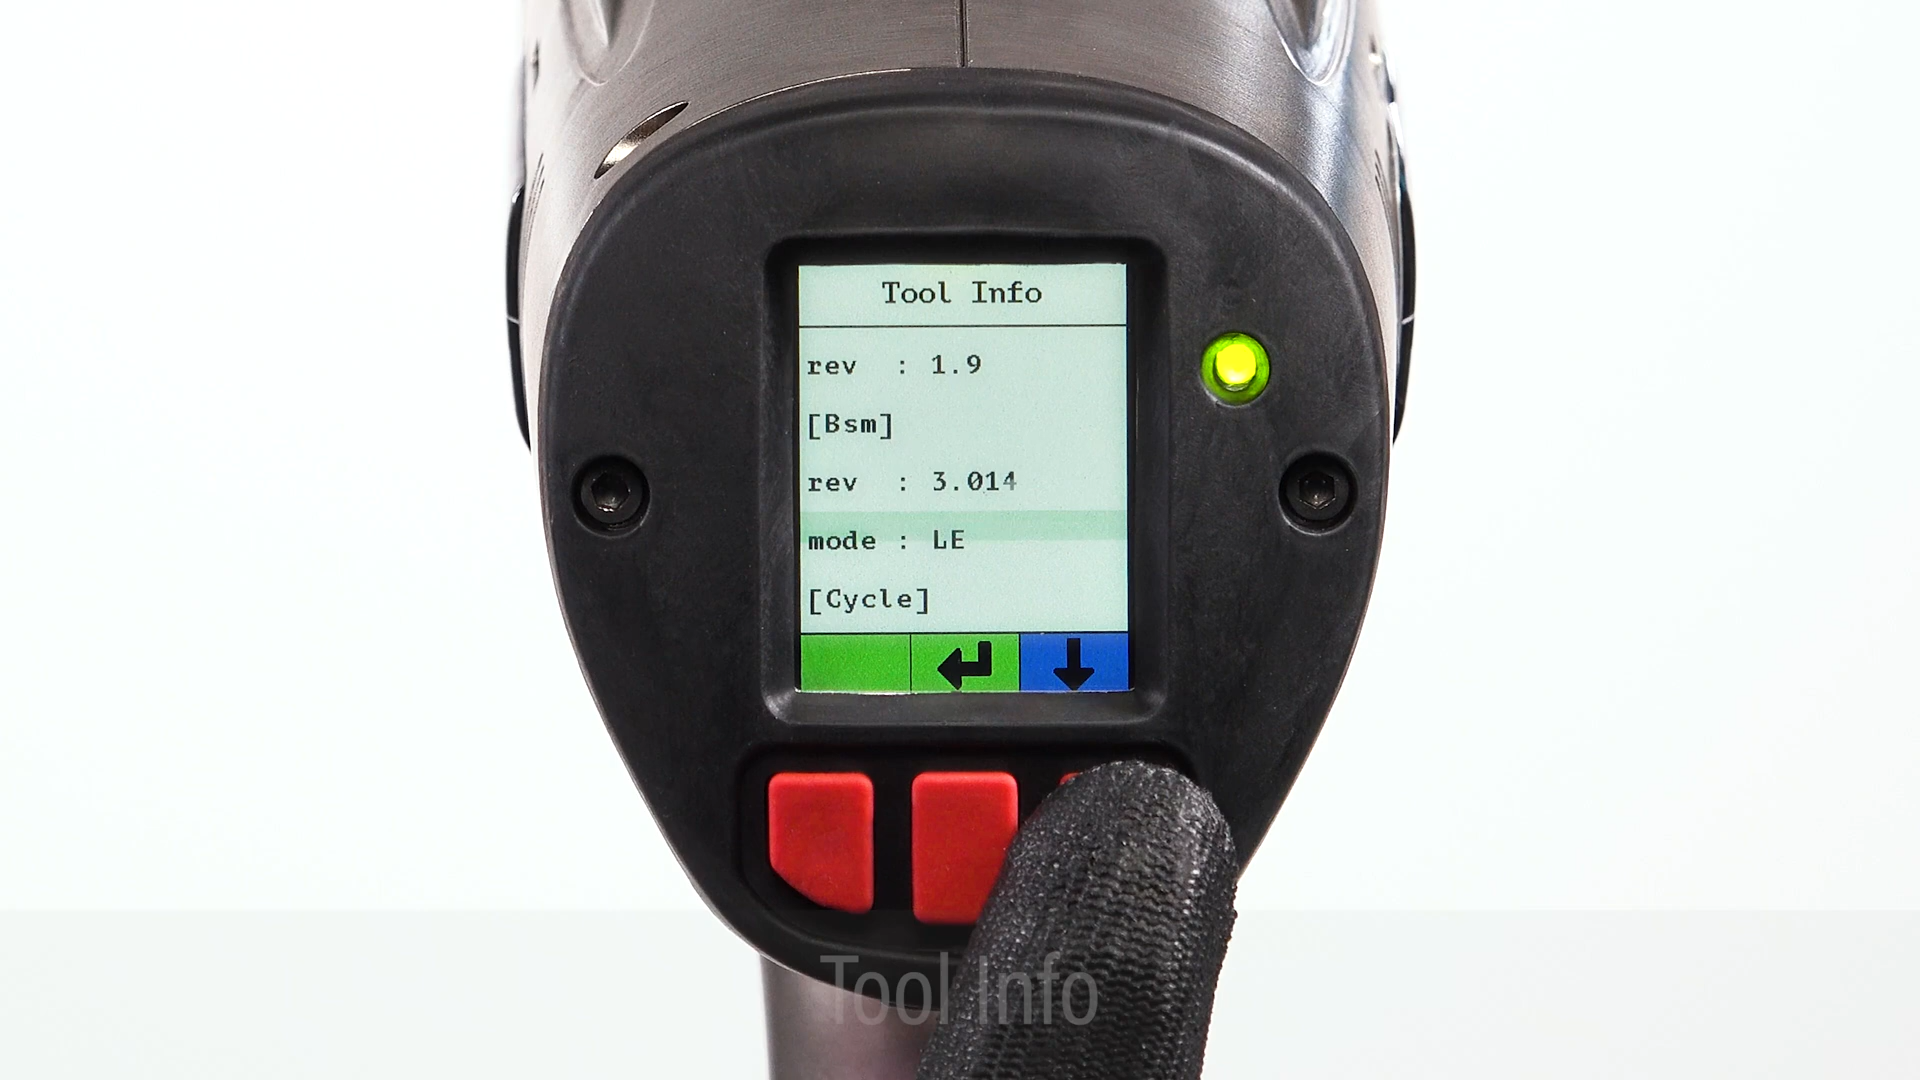 Tool Info
rev : 1.9
[Bsm]
rev : 3.014
mode : LE
[Cycle]
Tool Info